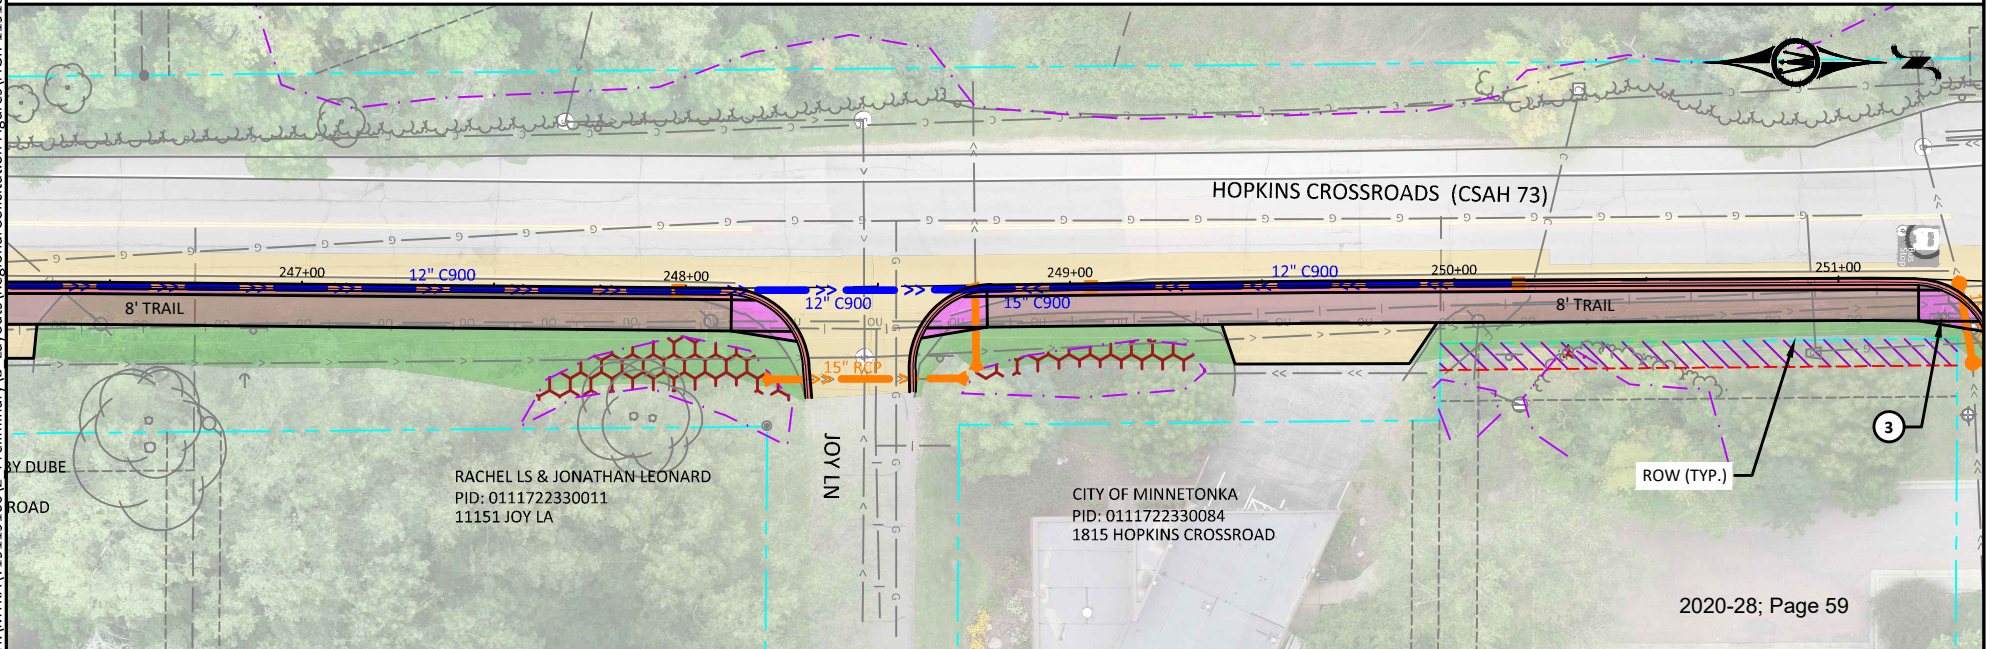 HOPKINS CROSSROADS (CSAH 73)
247+00
12" C900
248+00
12" C900
249+00
15" C900
12" C900
250+00
251+00
8' TRAIL
8' TRAIL
15" RCP
JOY LN
BY DUBE
ROAD
RACHEL LS & JONATHAN LEONARD
PID: 0111722330011
11151 JOY LA
CITY OF MINNETONKA
PID: 0111722330084
1815 HOPKINS CROSSROAD
3
ROW (TYP.)
2020-28; Page 59